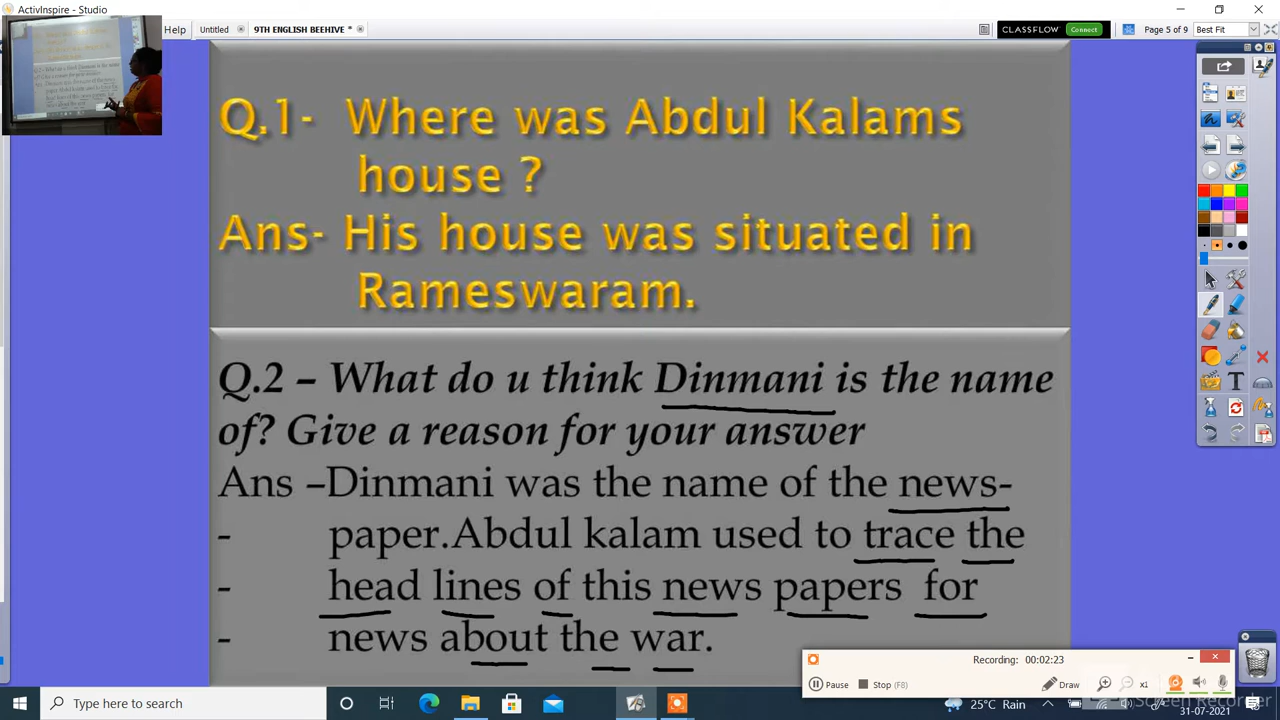 ActivInspire - Studio
Help
Untitled
9TH ENGLISH BEEHIVE *
CLASSFLOW
Connect
Page 5 of 9
Best Fit
Q.1- Where was Abdul Kalams
house ?
Ans- His house was situated in
Rameswaram.
Q.2 – What do u think Dinmani is the name
of? Give a reason for your answer
Ans –Dinmani was the name of the news-
- paper.Abdul kalam used to trace the
- head lines of this news papers for
- news about the war.
Recording: 00:02:23
Pause
Stop (F8)
Draw
x1
Screen Recorder
Type here to search
25°C Rain
31-07-2021